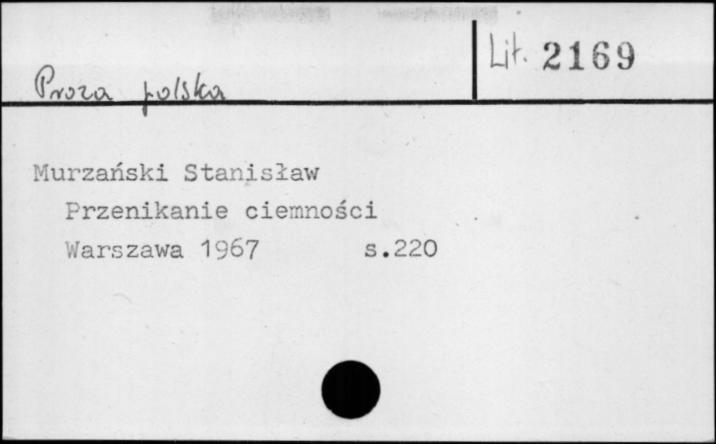 Proza polska
Lit. 2169
Murzański Stanisław
Przenikanie ciemności
Warszawa 1967 s.220